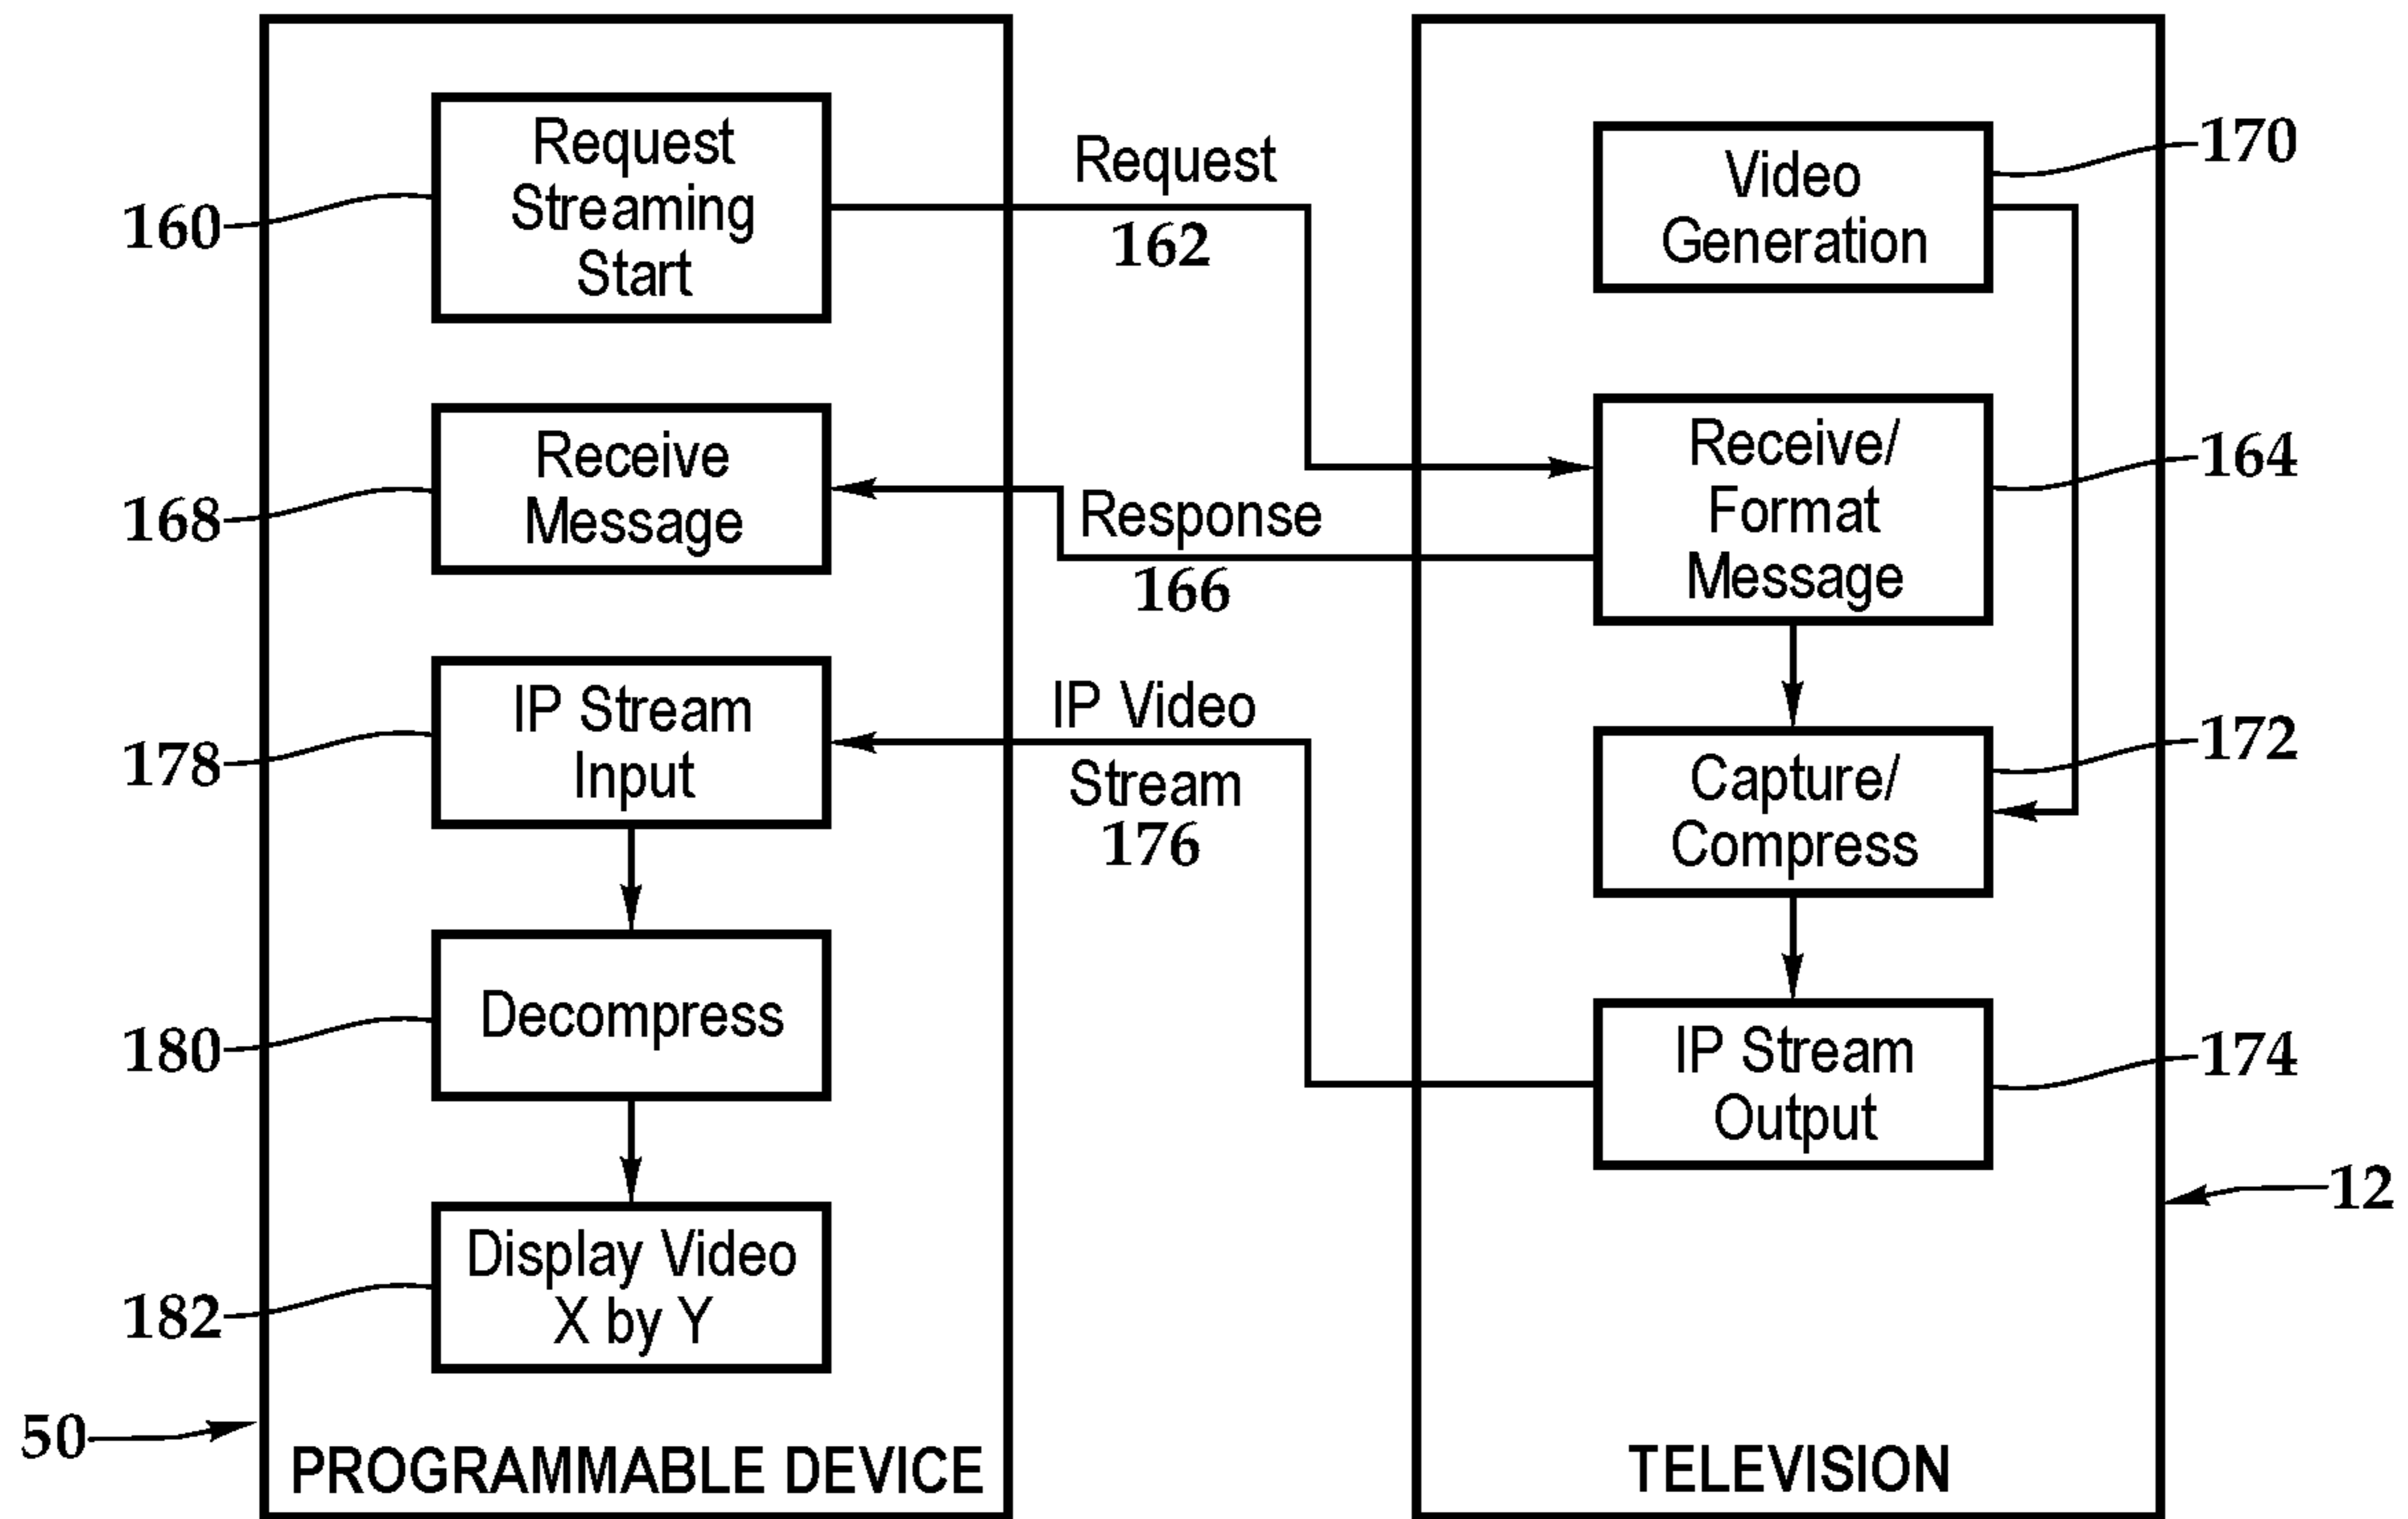 Request
Streaming
Start
160
Request
162
Video
Generation
170
Receive
Message
168
Response
166
Receive/
Format
Message
164
IP Stream
Input
178
IP Video
Stream
176
Capture/
Compress
172
Decompress
180
IP Stream
Output
174
Display Video
X by Y
182
12
50
PROGRAMMABLE DEVICE
TELEVISION